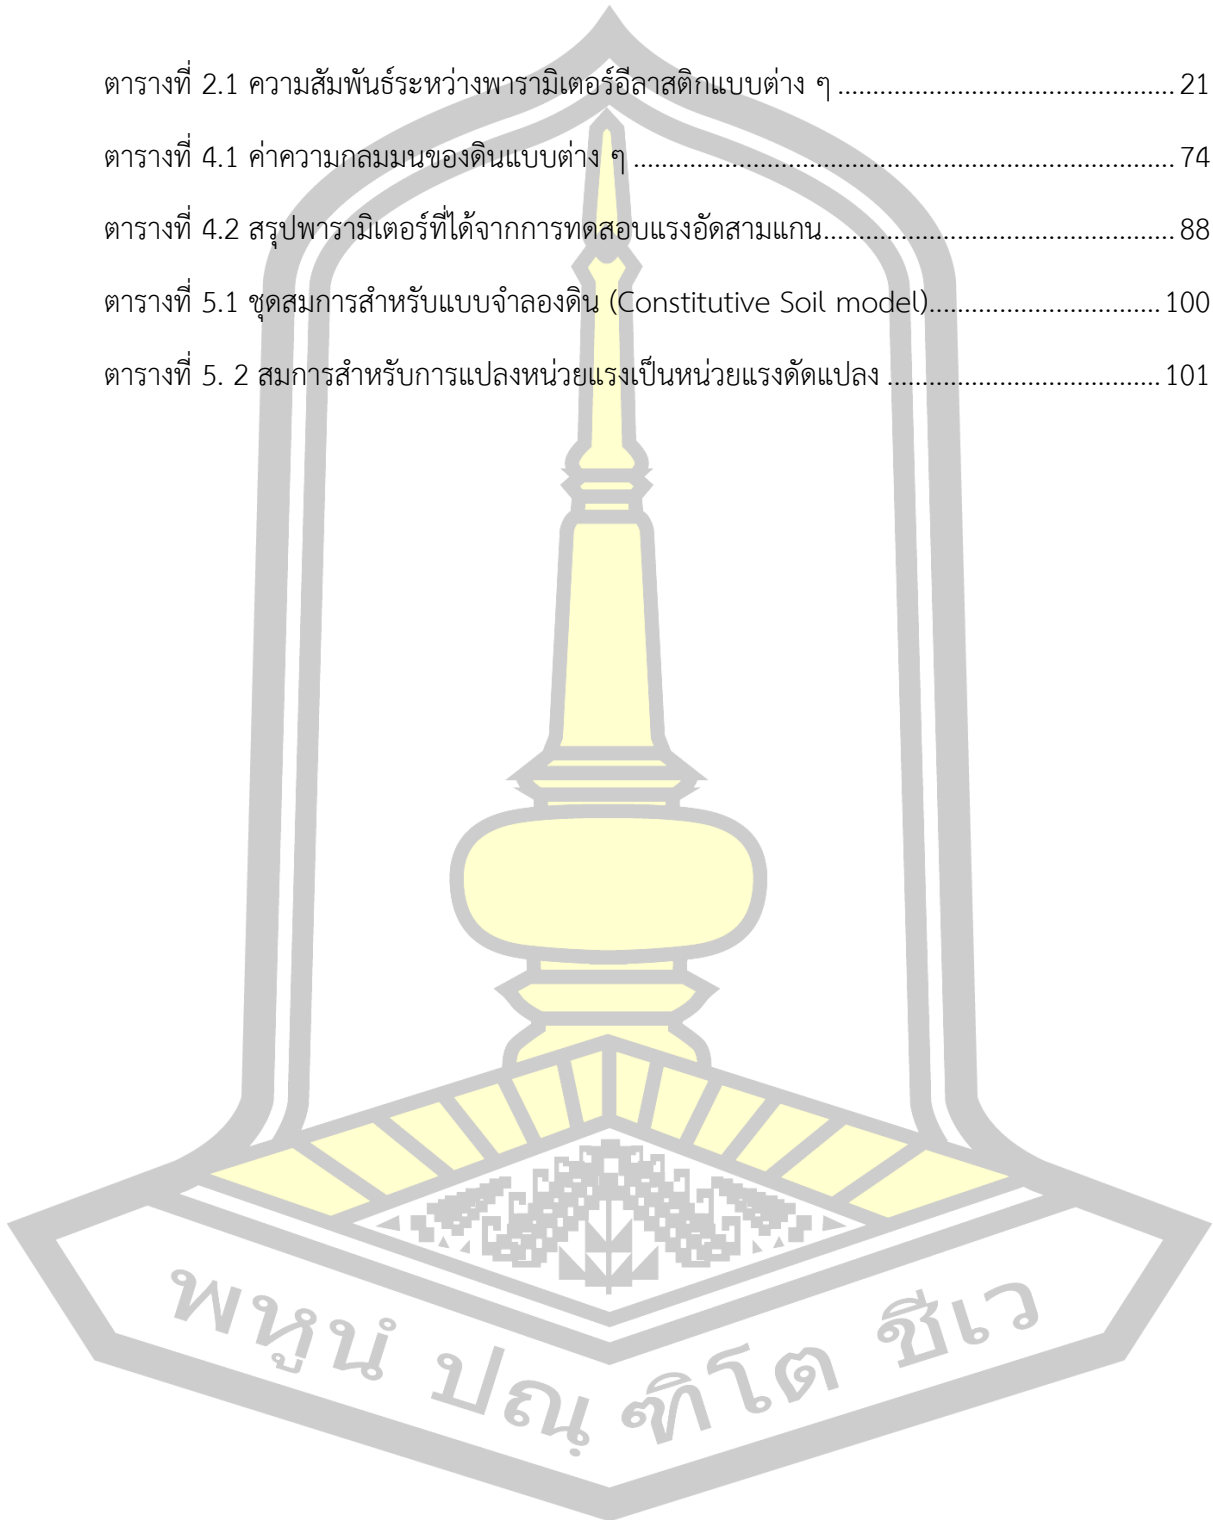 ตารางที่ 2.1 ความสัมพันธ์ระหว่างพารามิเตอร์อีลาสติกแบบต่าง ๆ ................................................ 21
ตารางที่ 4.1 ค่าความกลมมนของดินแบบต่าง ๆ ............................................................................. 74
ตารางที่ 4.2 สรุปพารามิเตอร์ที่ได้จากการทดสอบแรงอัดสามแกน.................................................. 88
ตารางที่ 5.1 ชุดสมการสำหรับแบบจำลองดิน (Constitutive Soil model)................................. 100
ตารางที่ 5. 2 สมการสำหรับการแปลงหน่วยแรงเป็นหน่วยแรงดัดแปลง ....................................... 101
พหูนํ ปณฺ ฑิโต ชีเว